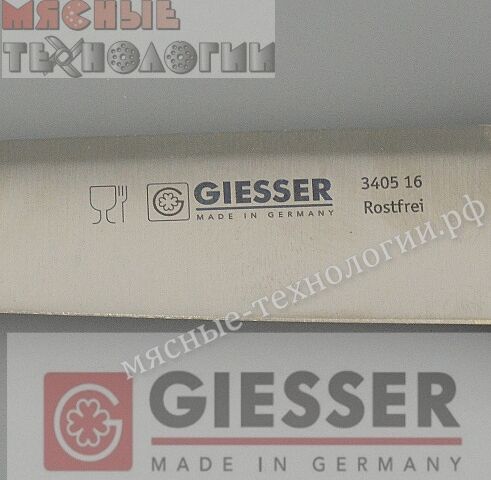 МЯСНЫЕ
ТЕХНОЛОГИИ
GIESSER
MADE IN GERMANY
3405 16
Rostfrei
мясные-технологии.рф
GIESSER
MADE IN GERMANY